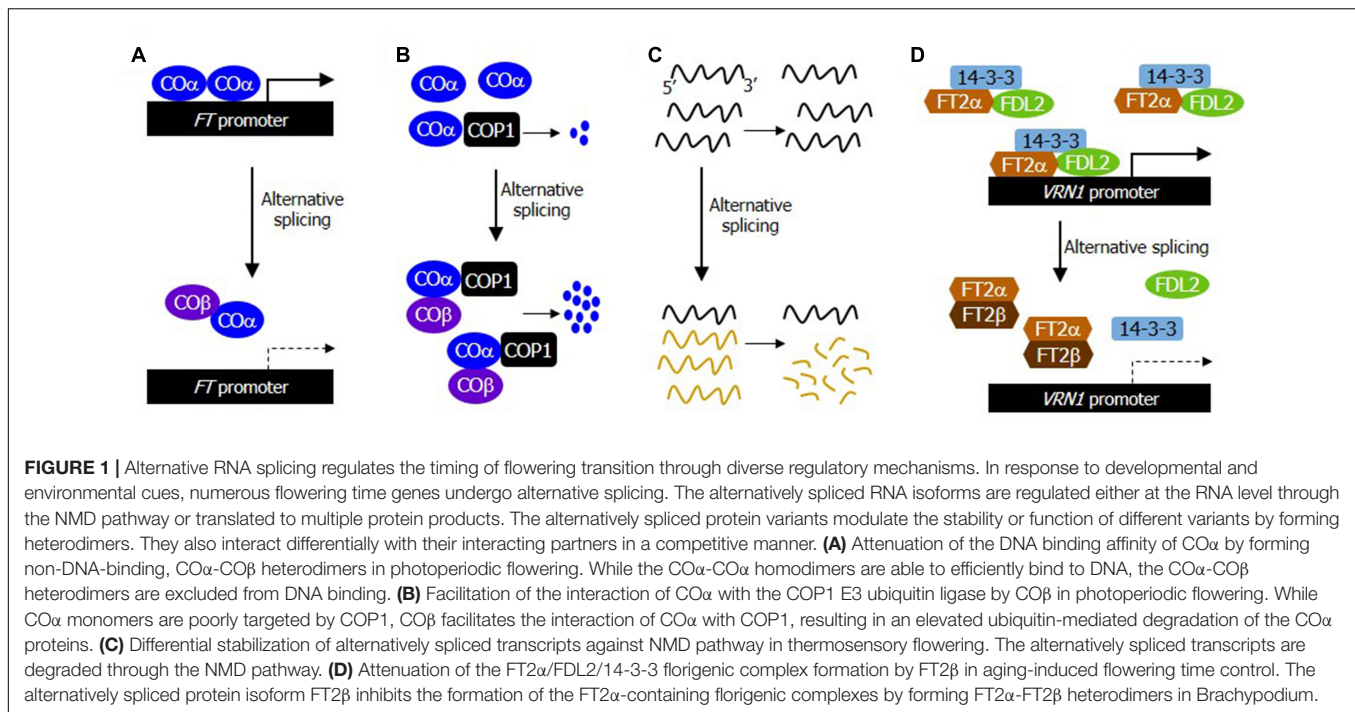 A
COα COα
FT promoter
Alternative
splicing
COβ
COα
FT promoter
B
COα
COα
COα COP1
Alternative
splicing
COα COP1
COβ
COα COP1
COβ
C
5′ 3′
Alternative
splicing
D
14-3-3
FT2α FDL2
14-3-3
FT2α FDL2
14-3-3
FT2α FDL2
VRN1 promoter
Alternative splicing
FT2α
FT2β
FDL2
FT2α
FT2β
14-3-3
VRN1 promoter
FIGURE 1 | Alternative RNA splicing regulates the timing of flowering transition through diverse regulatory mechanisms. In response to developmental and
environmental cues, numerous flowering time genes undergo alternative splicing. The alternatively spliced RNA isoforms are regulated either at the RNA level through
the NMD pathway or translated to multiple protein products. The alternatively spliced protein variants modulate the stability or function of different variants by forming
heterodimers. They also interact differentially with their interacting partners in a competitive manner. (A) Attenuation of the DNA binding affinity of COα by forming
non-DNA-binding, COα-COβ heterodimers in photoperiodic flowering. While the COα-COα homodimers are able to efficiently bind to DNA, the COα-COβ
heterodimers are excluded from DNA binding. (B) Facilitation of the interaction of COα with the COP1 E3 ubiquitin ligase by COβ in photoperiodic flowering. While
COα monomers are poorly targeted by COP1, COβ facilitates the interaction of COα with COP1, resulting in an elevated ubiquitin-mediated degradation of the COα
proteins. (C) Differential stabilization of alternatively spliced transcripts against NMD pathway in thermosensory flowering. The alternatively spliced transcripts are
degraded through the NMD pathway. (D) Attenuation of the FT2α/FDL2/14-3-3 florigenic complex formation by FT2β in aging-induced flowering time control. The
alternatively spliced protein isoform FT2β inhibits the formation of the FT2α-containing florigenic complexes by forming FT2α-FT2β heterodimers in Brachypodium.